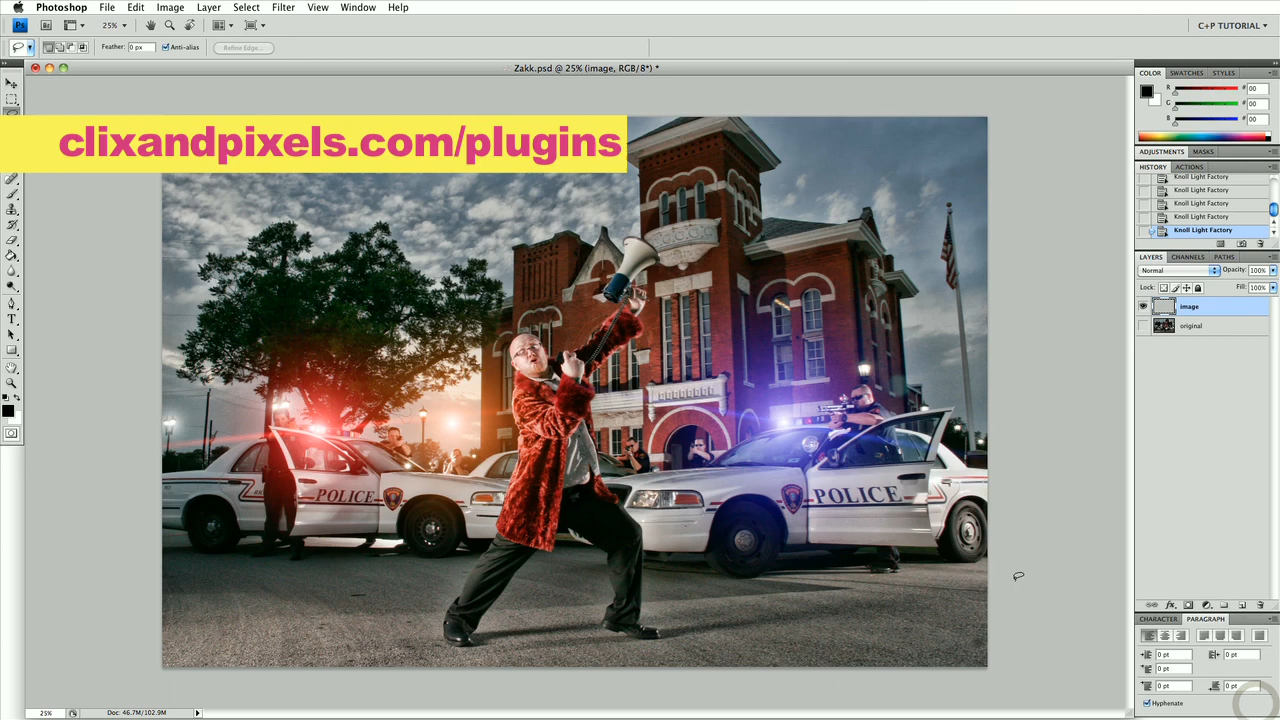 Photoshop File Edit Image Layer Select Filter View Window Help
25% C+P TUTORIAL
Feather: 0 px Anti-alias Refine Edge...
Zakk.psd @ 25% (image, RGB/8*) *
COLOR SWATCHES STYLES
R # 00
G # 00
B # 00
clixandpixels.com/plugins
ADJUSTMENTS MASKS
HISTORY ACTIONS
Knoll Light Factory
Knoll Light Factory
Knoll Light Factory
Knoll Light Factory
Knoll Light Factory
LAYERS CHANNELS PATHS
Normal Opacity: 100%
Lock: Fill: 100%
image
original
POLICE
POLICE
CHARACTER PARAGRAPH
0 pt 0 pt
0 pt
0 pt 0 pt
Hyphenate
25% Doc: 46.7M/102.9M